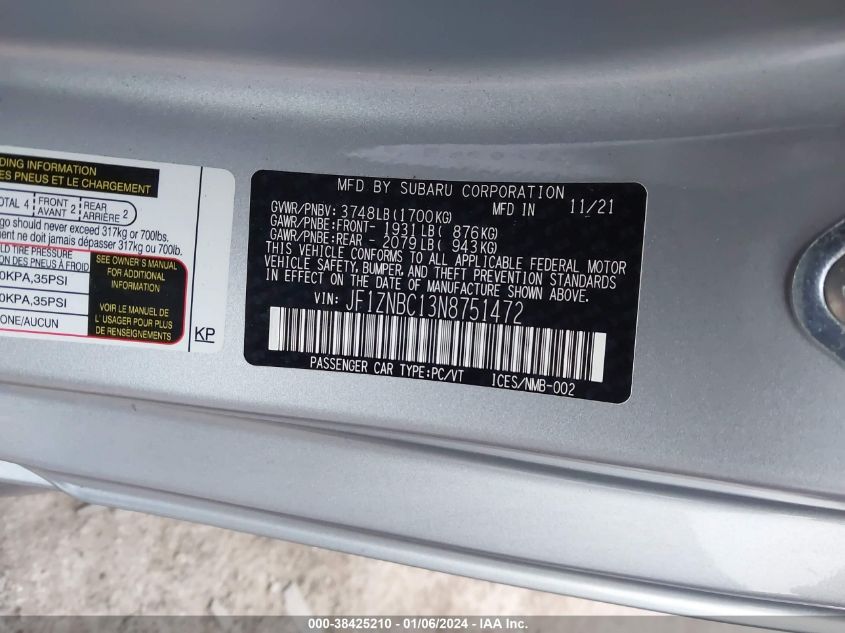 DING INFORMATION
ES PNEUS ET LE CHARGEMENT
OTAL 4 FRONT AVANT 2 REAR ARRIÈRE 2
go should never exceed 317kg or 700lbs.
ent ne doit jamais dépasser 317kg ou 700lb.
LD TIRE PRESSURE
ION DES PNEUS À FROID
0KPA,35PSI
0KPA,35PSI
ONE/AUCUN
SEE OWNER'S MANUAL
FOR ADDITIONAL
INFORMATION
VOIR LE MANUEL DE
L' USAGER POUR PLUS
DE RENSEIGNEMENTS
KP
MFD BY SUBARU CORPORATION
GVWR/PNBV: 3748LB(1700KG) MFD IN 11/21
GAWR/PNBE:FRONT- 1931LB( 876KG)
GAWR/PNBE:REAR - 2079LB( 943KG)
THIS VEHICLE CONFORMS TO ALL APPLICABLE FEDERAL MOTOR
VEHICLE SAFETY, BUMPER, AND THEFT PREVENTION STANDARDS
IN EFFECT ON THE DATE OF MANUFACTURE SHOWN ABOVE.
VIN: JF1ZNBC13N8751472
PASSENGER CAR TYPE:PC/VT ICES/NMB-002
000-38425210 - 01/06/2024 - IAA Inc.